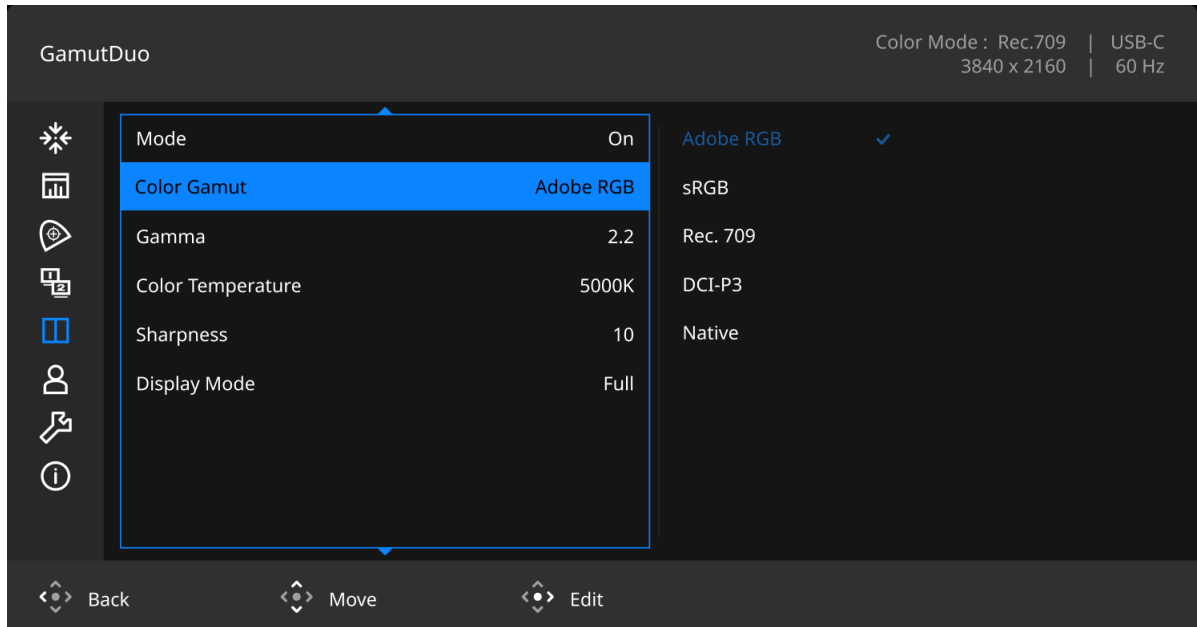 GamutDuo
Color Mode : Rec.709 | USB-C
3840 x 2160 | 60 Hz
Mode On
Color Gamut Adobe RGB
Gamma 2.2
Color Temperature 5000K
Sharpness 10
Display Mode Full
Adobe RGB
sRGB
Rec. 709
DCI-P3
Native
1
2
Back Move Edit